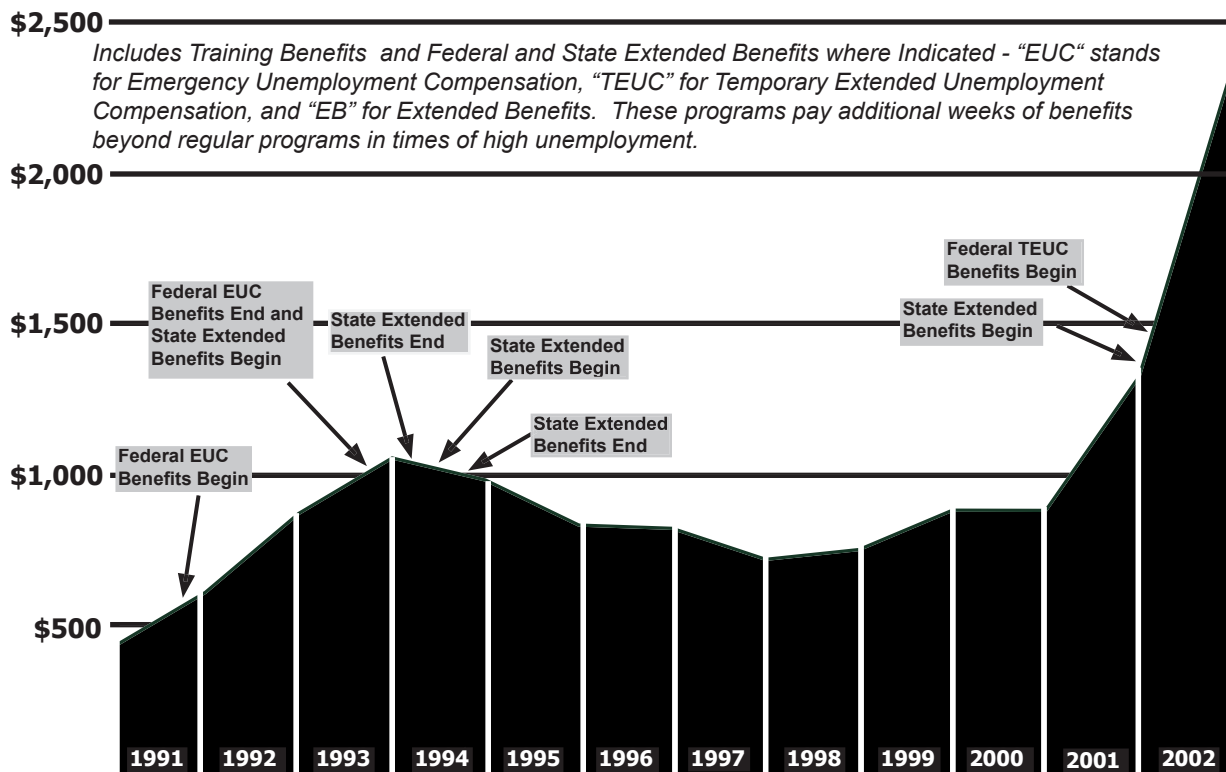 $2,500
Includes Training Benefits and Federal and State Extended Benefits where Indicated - “EUC“ stands
for Emergency Unemployment Compensation, “TEUC” for Temporary Extended Unemployment
Compensation, and “EB” for Extended Benefits. These programs pay additional weeks of benefits
beyond regular programs in times of high unemployment.
$2,000
Federal TEUC
Benefits Begin
Federal EUC
Benefits End and
State Extended
Benefits Begin
State Extended
Benefits End
State Extended
Benefits Begin
$1,500
State Extended
Benefits Begin
State Extended
Benefits End
Federal EUC
Benefits Begin
$1,000
$500
1991
1992
1993
1994
1995
1996
1997
1998
1999
2000
2001
2002